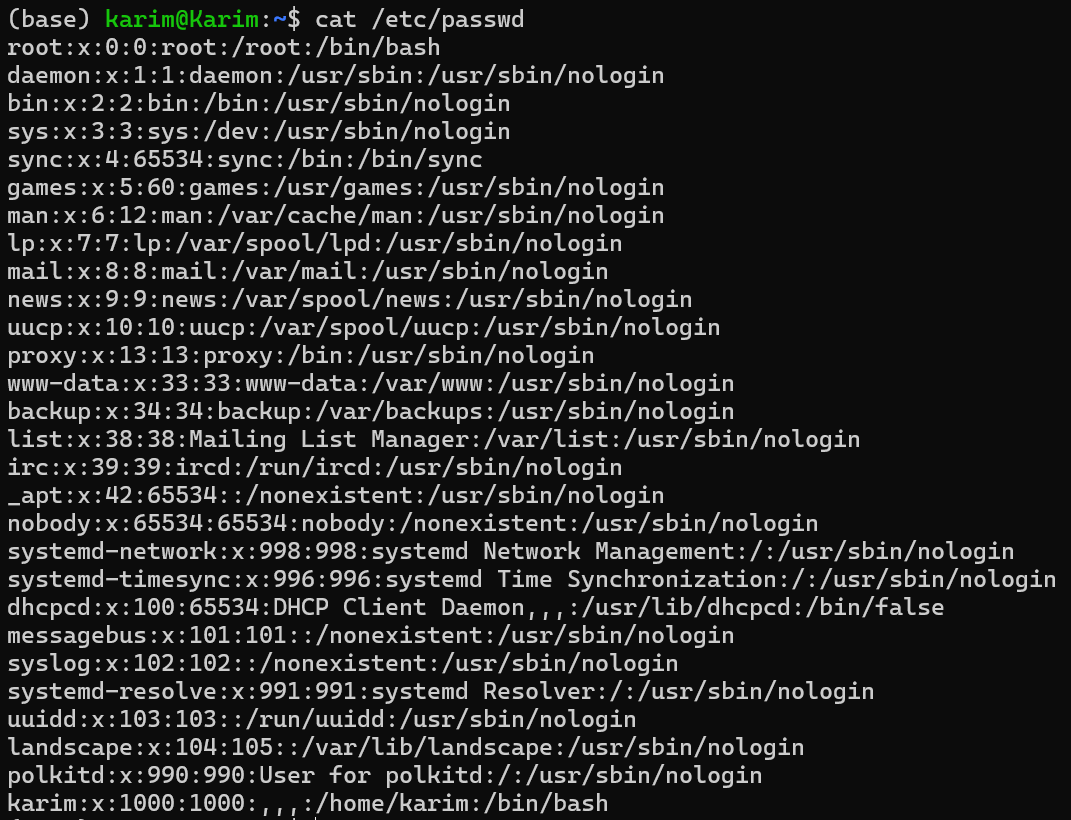 (base) karim@Karim:~$ cat /etc/passwd
root:x:0:0:root:/root:/bin/bash
daemon:x:1:1:daemon:/usr/sbin:/usr/sbin/nologin
bin:x:2:2:bin:/bin:/usr/sbin/nologin
sys:x:3:3:sys:/dev:/usr/sbin/nologin
sync:x:4:65534:sync:/bin:/bin/sync
games:x:5:60:games:/usr/games:/usr/sbin/nologin
man:x:6:12:man:/var/cache/man:/usr/sbin/nologin
lp:x:7:7:lp:/var/spool/lpd:/usr/sbin/nologin
mail:x:8:8:mail:/var/mail:/usr/sbin/nologin
news:x:9:9:news:/var/spool/news:/usr/sbin/nologin
uucp:x:10:10:uucp:/var/spool/uucp:/usr/sbin/nologin
proxy:x:13:13:proxy:/bin:/usr/sbin/nologin
www-data:x:33:33:www-data:/var/www:/usr/sbin/nologin
backup:x:34:34:backup:/var/backups:/usr/sbin/nologin
list:x:38:38:Mailing List Manager:/var/list:/usr/sbin/nologin
irc:x:39:39:ircd:/run/ircd:/usr/sbin/nologin
_apt:x:42:65534::/nonexistent:/usr/sbin/nologin
nobody:x:65534:65534:nobody:/nonexistent:/usr/sbin/nologin
systemd-network:x:998:998:systemd Network Management:/:/usr/sbin/nologin
systemd-timesync:x:996:996:systemd Time Synchronization:/:/usr/sbin/nologin
dhcpcd:x:100:65534:DHCP Client Daemon,,,:/usr/lib/dhcpcd:/bin/false
messagebus:x:101:101::/nonexistent:/usr/sbin/nologin
syslog:x:102:102::/nonexistent:/usr/sbin/nologin
systemd-resolve:x:991:991:systemd Resolver:/:/usr/sbin/nologin
uuidd:x:103:103::/run/uuidd:/usr/sbin/nologin
landscape:x:104:105::/var/lib/landscape:/usr/sbin/nologin
polkitd:x:990:990:User for polkitd:/:/usr/sbin/nologin
karim:x:1000:1000:,,,:/home/karim:/bin/bash